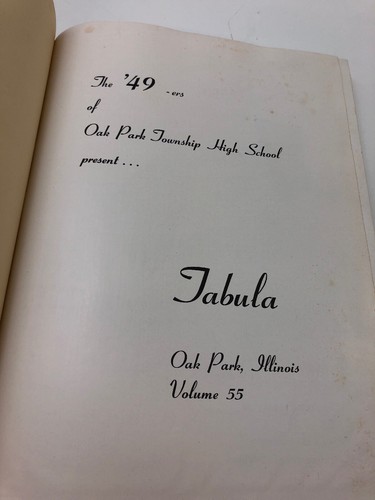 The '49 -ers
of
Oak Park Township High School
present...
Tabula
Oak Park, Illinois
Volume 55